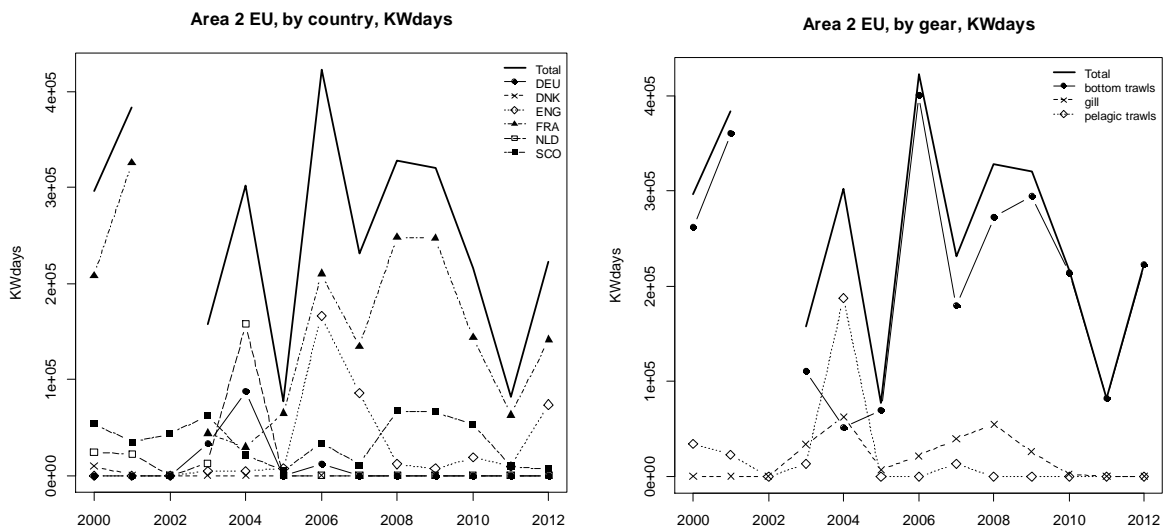 Area 2 EU, by country, KWdays
KWdays
4e+05
3e+05
2e+05
1e+05
0e+00
Total
DEU
DNK
ENG
FRA
NLD
SCO
2000 2002 2004 2006 2008 2010 2012
Area 2 EU, by gear, KWdays
KWdays
4e+05
3e+05
2e+05
1e+05
0e+00
Total
bottom trawls
gill
pelagic trawls
2000 2002 2004 2006 2008 2010 2012